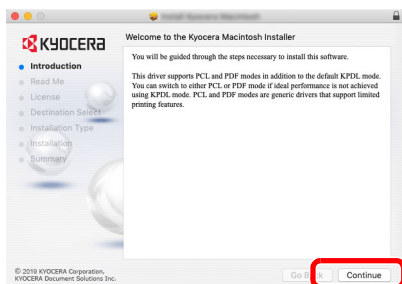 KYOCERA
Welcome to the Kyocera Macintosh Installer
Introduction
Read Me
License
Destination Select
Installation Type
Installation
Summary
You will be guided through the steps necessary to install this software.
This driver supports PCL and PDF modes in addition to the default KPDL mode.
You can switch to either PCL or PDF mode if ideal performance is not achieved
using KPDL mode. PCL and PDF modes are generic drivers that support limited
printing features.
© 2019 KYOCERA Corporation,
KYOCERA Document Solutions Inc.
Go Back
Continue